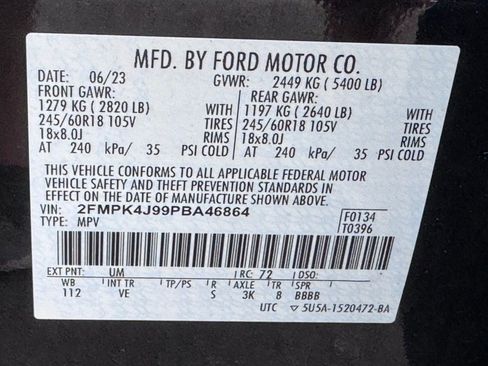 MFD. BY FORD MOTOR CO.
DATE: 06/23 GVWR: 2449 KG ( 5400 LB)
FRONT GAWR: REAR GAWR:
1279 KG ( 2820 LB) WITH 1197 KG ( 2640 LB) WITH
245/60R18 105V TIRES 245/60R18 105V TIRES
18x8.0J RIMS 18x8.0J RIMS
AT 240 kPa/ 35 PSI COLD AT 240 kPa/ 35 PSI COLD
THIS VEHICLE CONFORMS TO ALL APPLICABLE FEDERAL MOTOR
VEHICLE SAFETY AND THEFT PREVENTION STANDARDS IN
EFFECT ON THE DATE OF MANUFACTURE SHOWN ABOVE.
VIN: 2FMPK4J99PBA46864 F0134
TYPE: MPV T0396
EXT PNT: UM RC: 72 DSO:
WB INT TR TP/PS R AXLE TR SPR
112 VE S 3K 8 BBBB
UTC ▽ 5U5A-1520472-BA